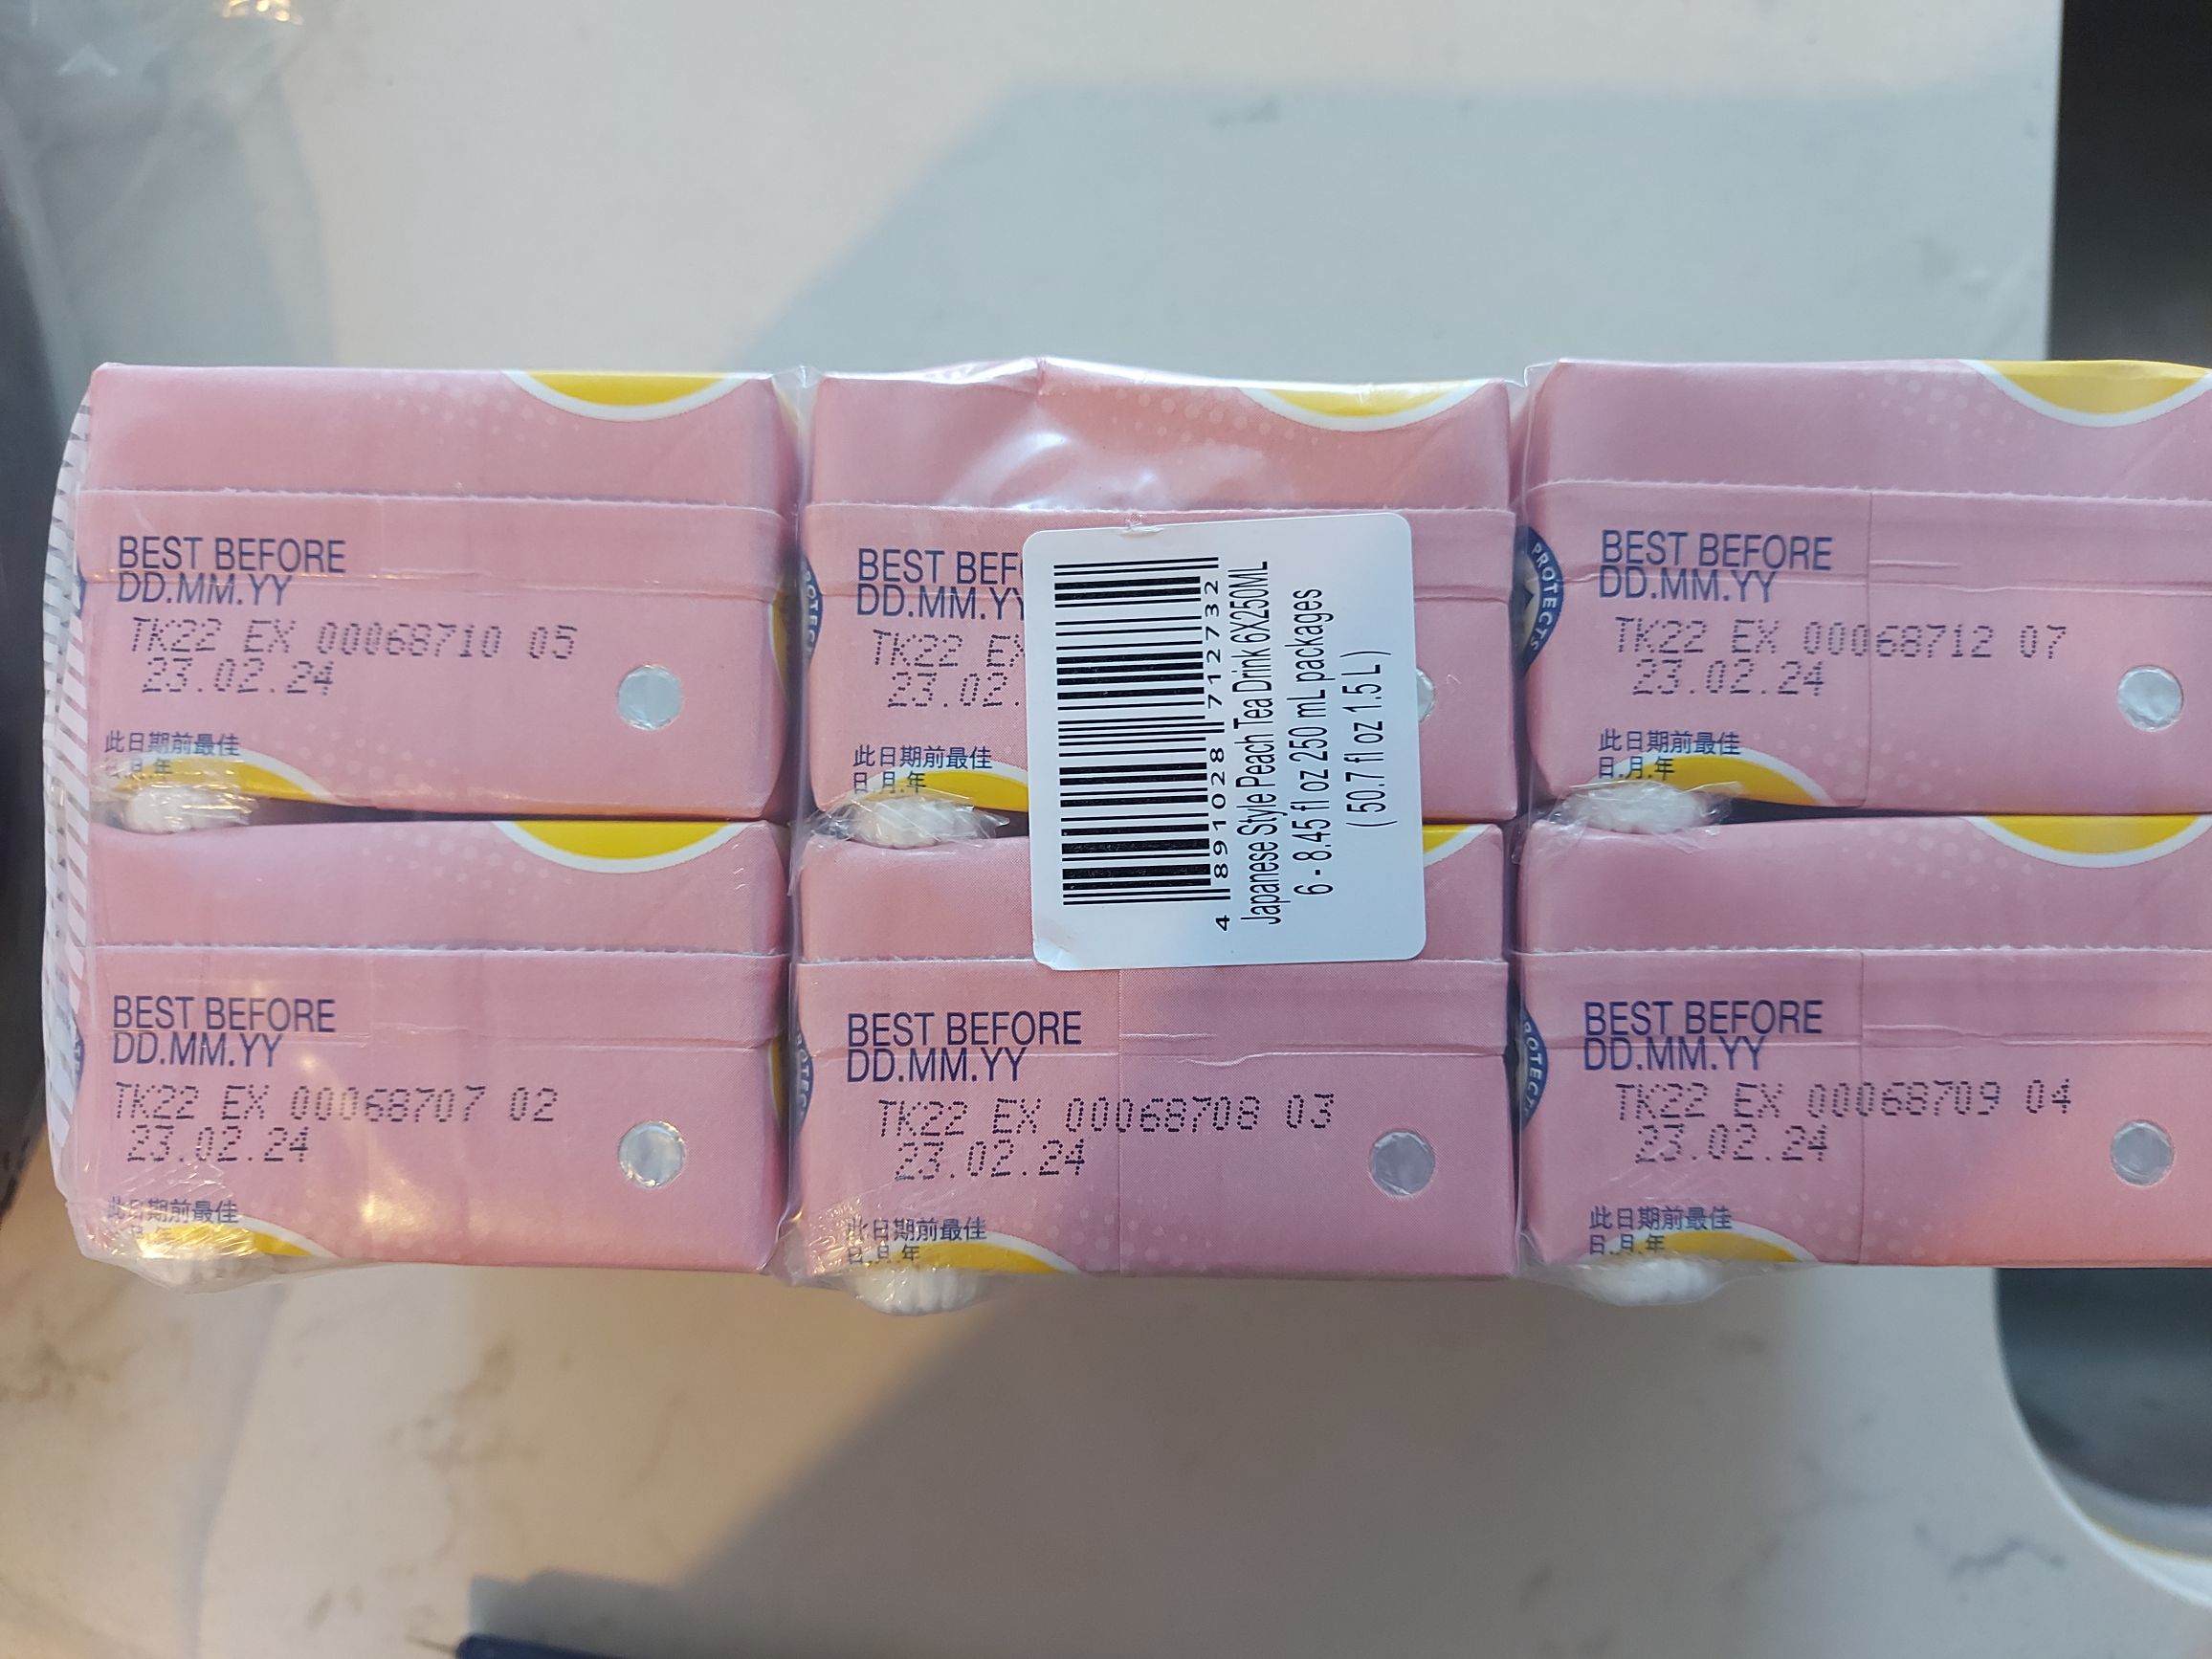 BEST BEFORE
DD.MM.YY
TK22 EX 00068710 05
23.02.24
此日期前最佳
日.月.年
BEST BEF
DD.MM.YY
TK22 EX
23.02.
此日期前最佳
日.月.年
4 891028 712732
Japanese Style Peach Tea Drink 6X250ML
6 - 8.45 fl oz 250 mL packages
( 50.7 fl oz 1.5 L )
PROTECTS
BEST BEFORE
DD.MM.YY
TK22 EX 00068712 07
23.02.24
此日期前最佳
日.月.年
BEST BEFORE
DD.MM.YY
TK22 EX 00068707 02
23.02.24
此日期前最佳
BEST BEFORE
DD.MM.YY
TK22 EX 00068708 03
23.02.24
此日期前最佳
日.月.年
BEST BEFORE
DD.MM.YY
TK22 EX 00068709 04
23.02.24
此日期前最佳
日.月.年